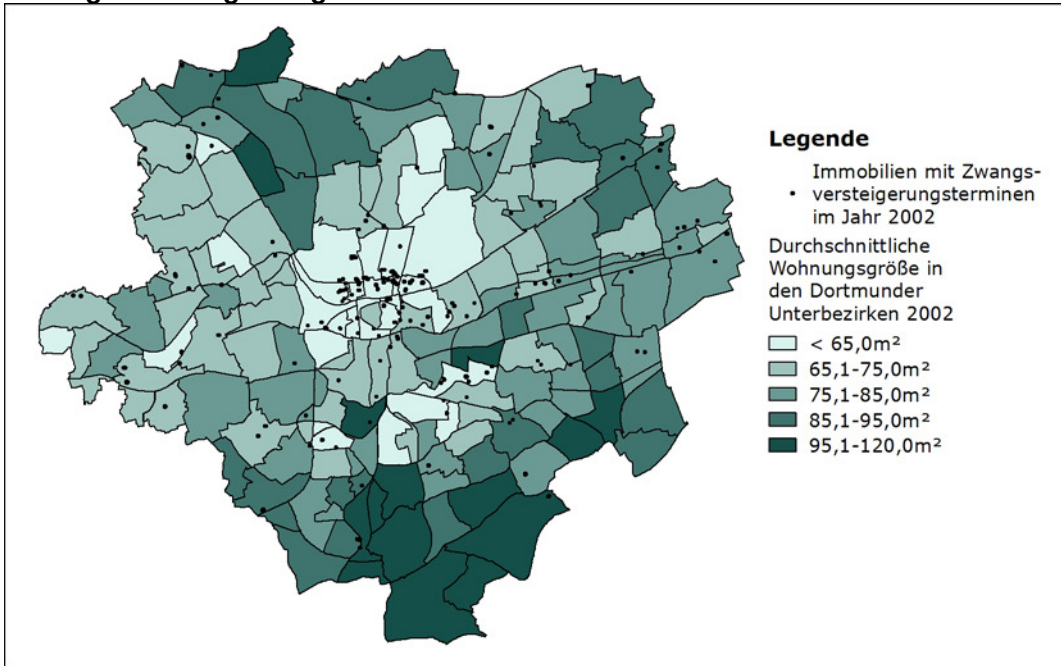 Legende
Immobilien mit Zwangs-
versteigerungsterminen
im Jahr 2002
Durchschnittliche
Wohnungsgröße in
den Dortmunder
Unterbezirken 2002
< 65,0m²
65,1-75,0m²
75,1-85,0m²
85,1-95,0m²
95,1-120,0m²